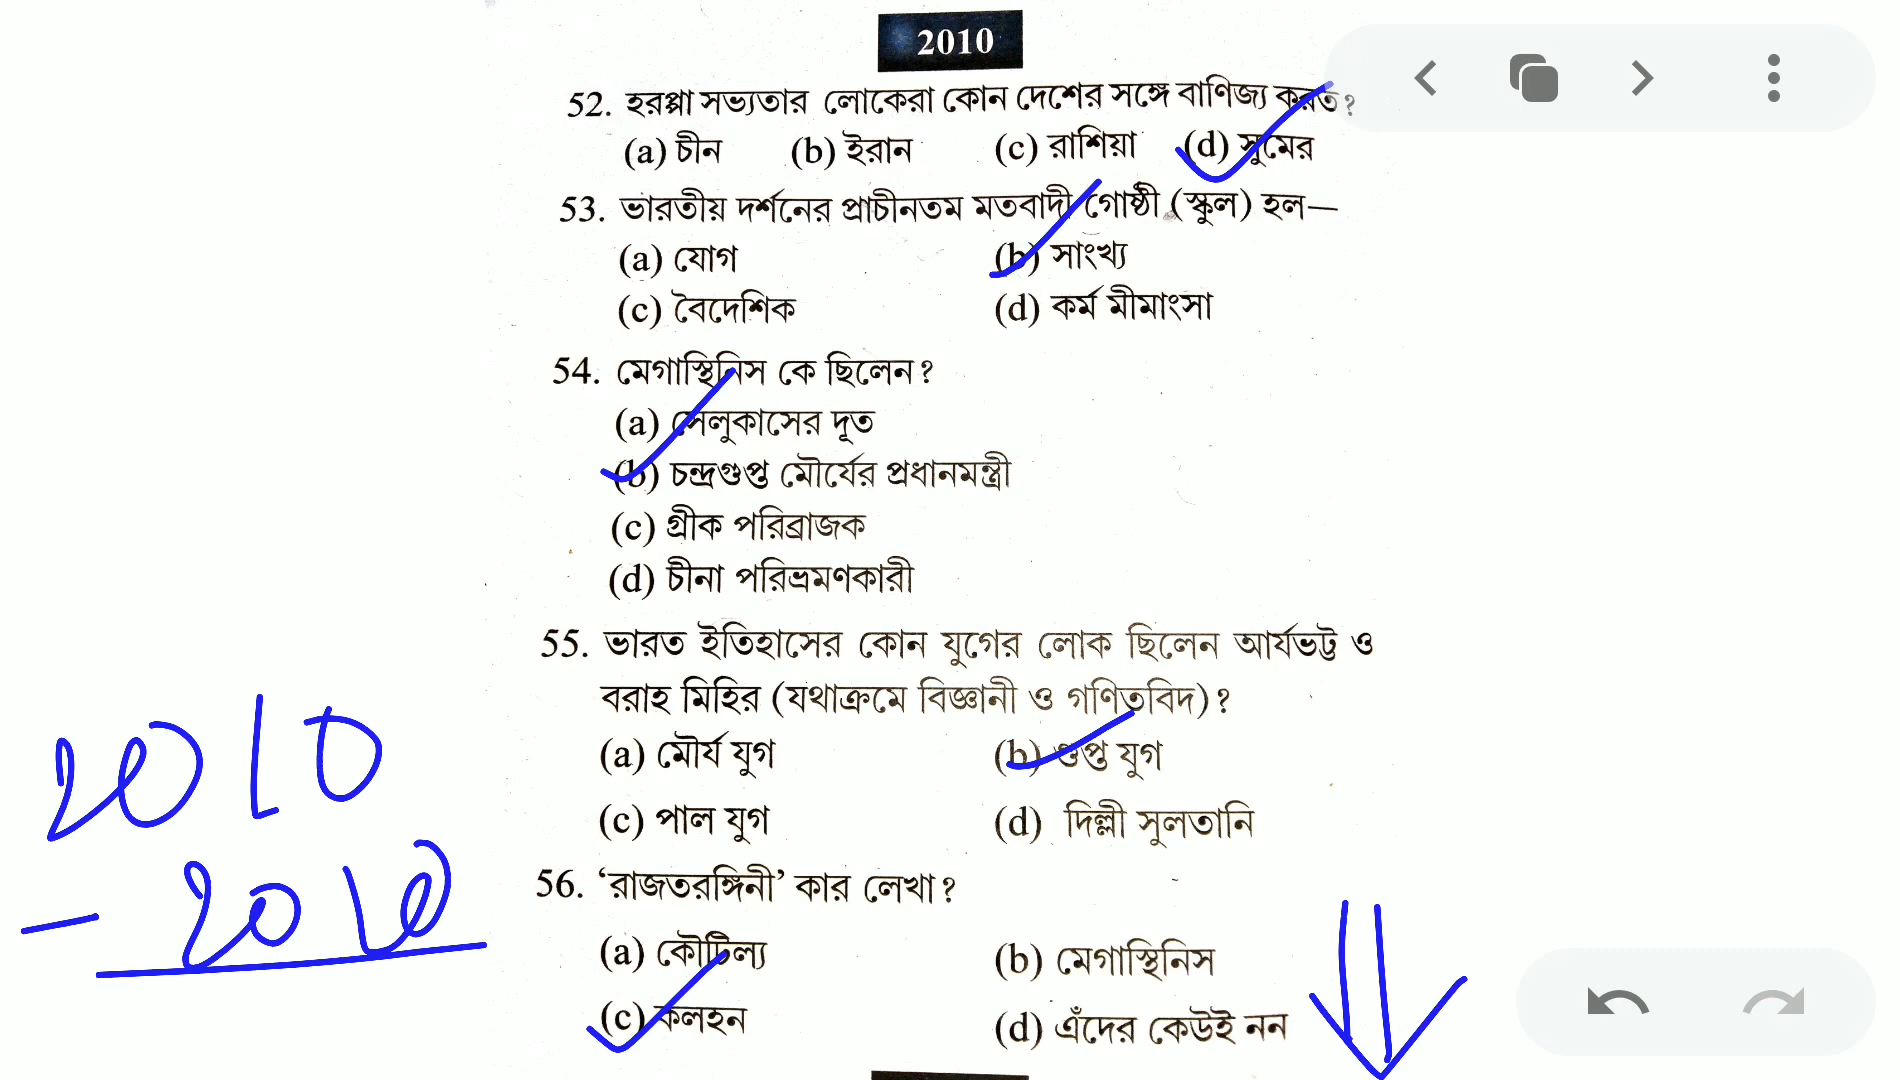 2010
52. হরপ্পা সভ্যতার লোকেরা কোন দেশের সঙ্গে বাণিজ্য করত?
(a) চীন (b) ইরান (c) রাশিয়া (d) সুমের
53. ভারতীয় দর্শনের প্রাচীনতম মতবাদী গোষ্ঠী (স্কুল) হল—
(a) যোগ (b) সাংখ্য
(c) বৈদেশিক (d) কর্ম মীমাংসা
54. মেগাস্থিনিস কে ছিলেন?
(a) সেলুকাসের দূত
(b) চন্দ্রগুপ্ত মৌর্যের প্রধানমন্ত্রী
(c) গ্রীক পরিব্রাজক
(d) চীনা পরিভ্রমণকারী
55. ভারত ইতিহাসের কোন যুগের লোক ছিলেন আর্যভট্ট ও
বরাহ মিহির (যথাক্রমে বিজ্ঞানী ও গণিতবিদ)?
(a) মৌর্য যুগ (b) গুপ্ত যুগ
(c) পাল যুগ (d) দিল্লী সুলতানি
56. ‘রাজতরঙ্গিনী’ কার লেখা?
(a) কৌটিল্য (b) মেগাস্থিনিস
(c) কলহন (d) এঁদের কেউই নন
2010
- 2010